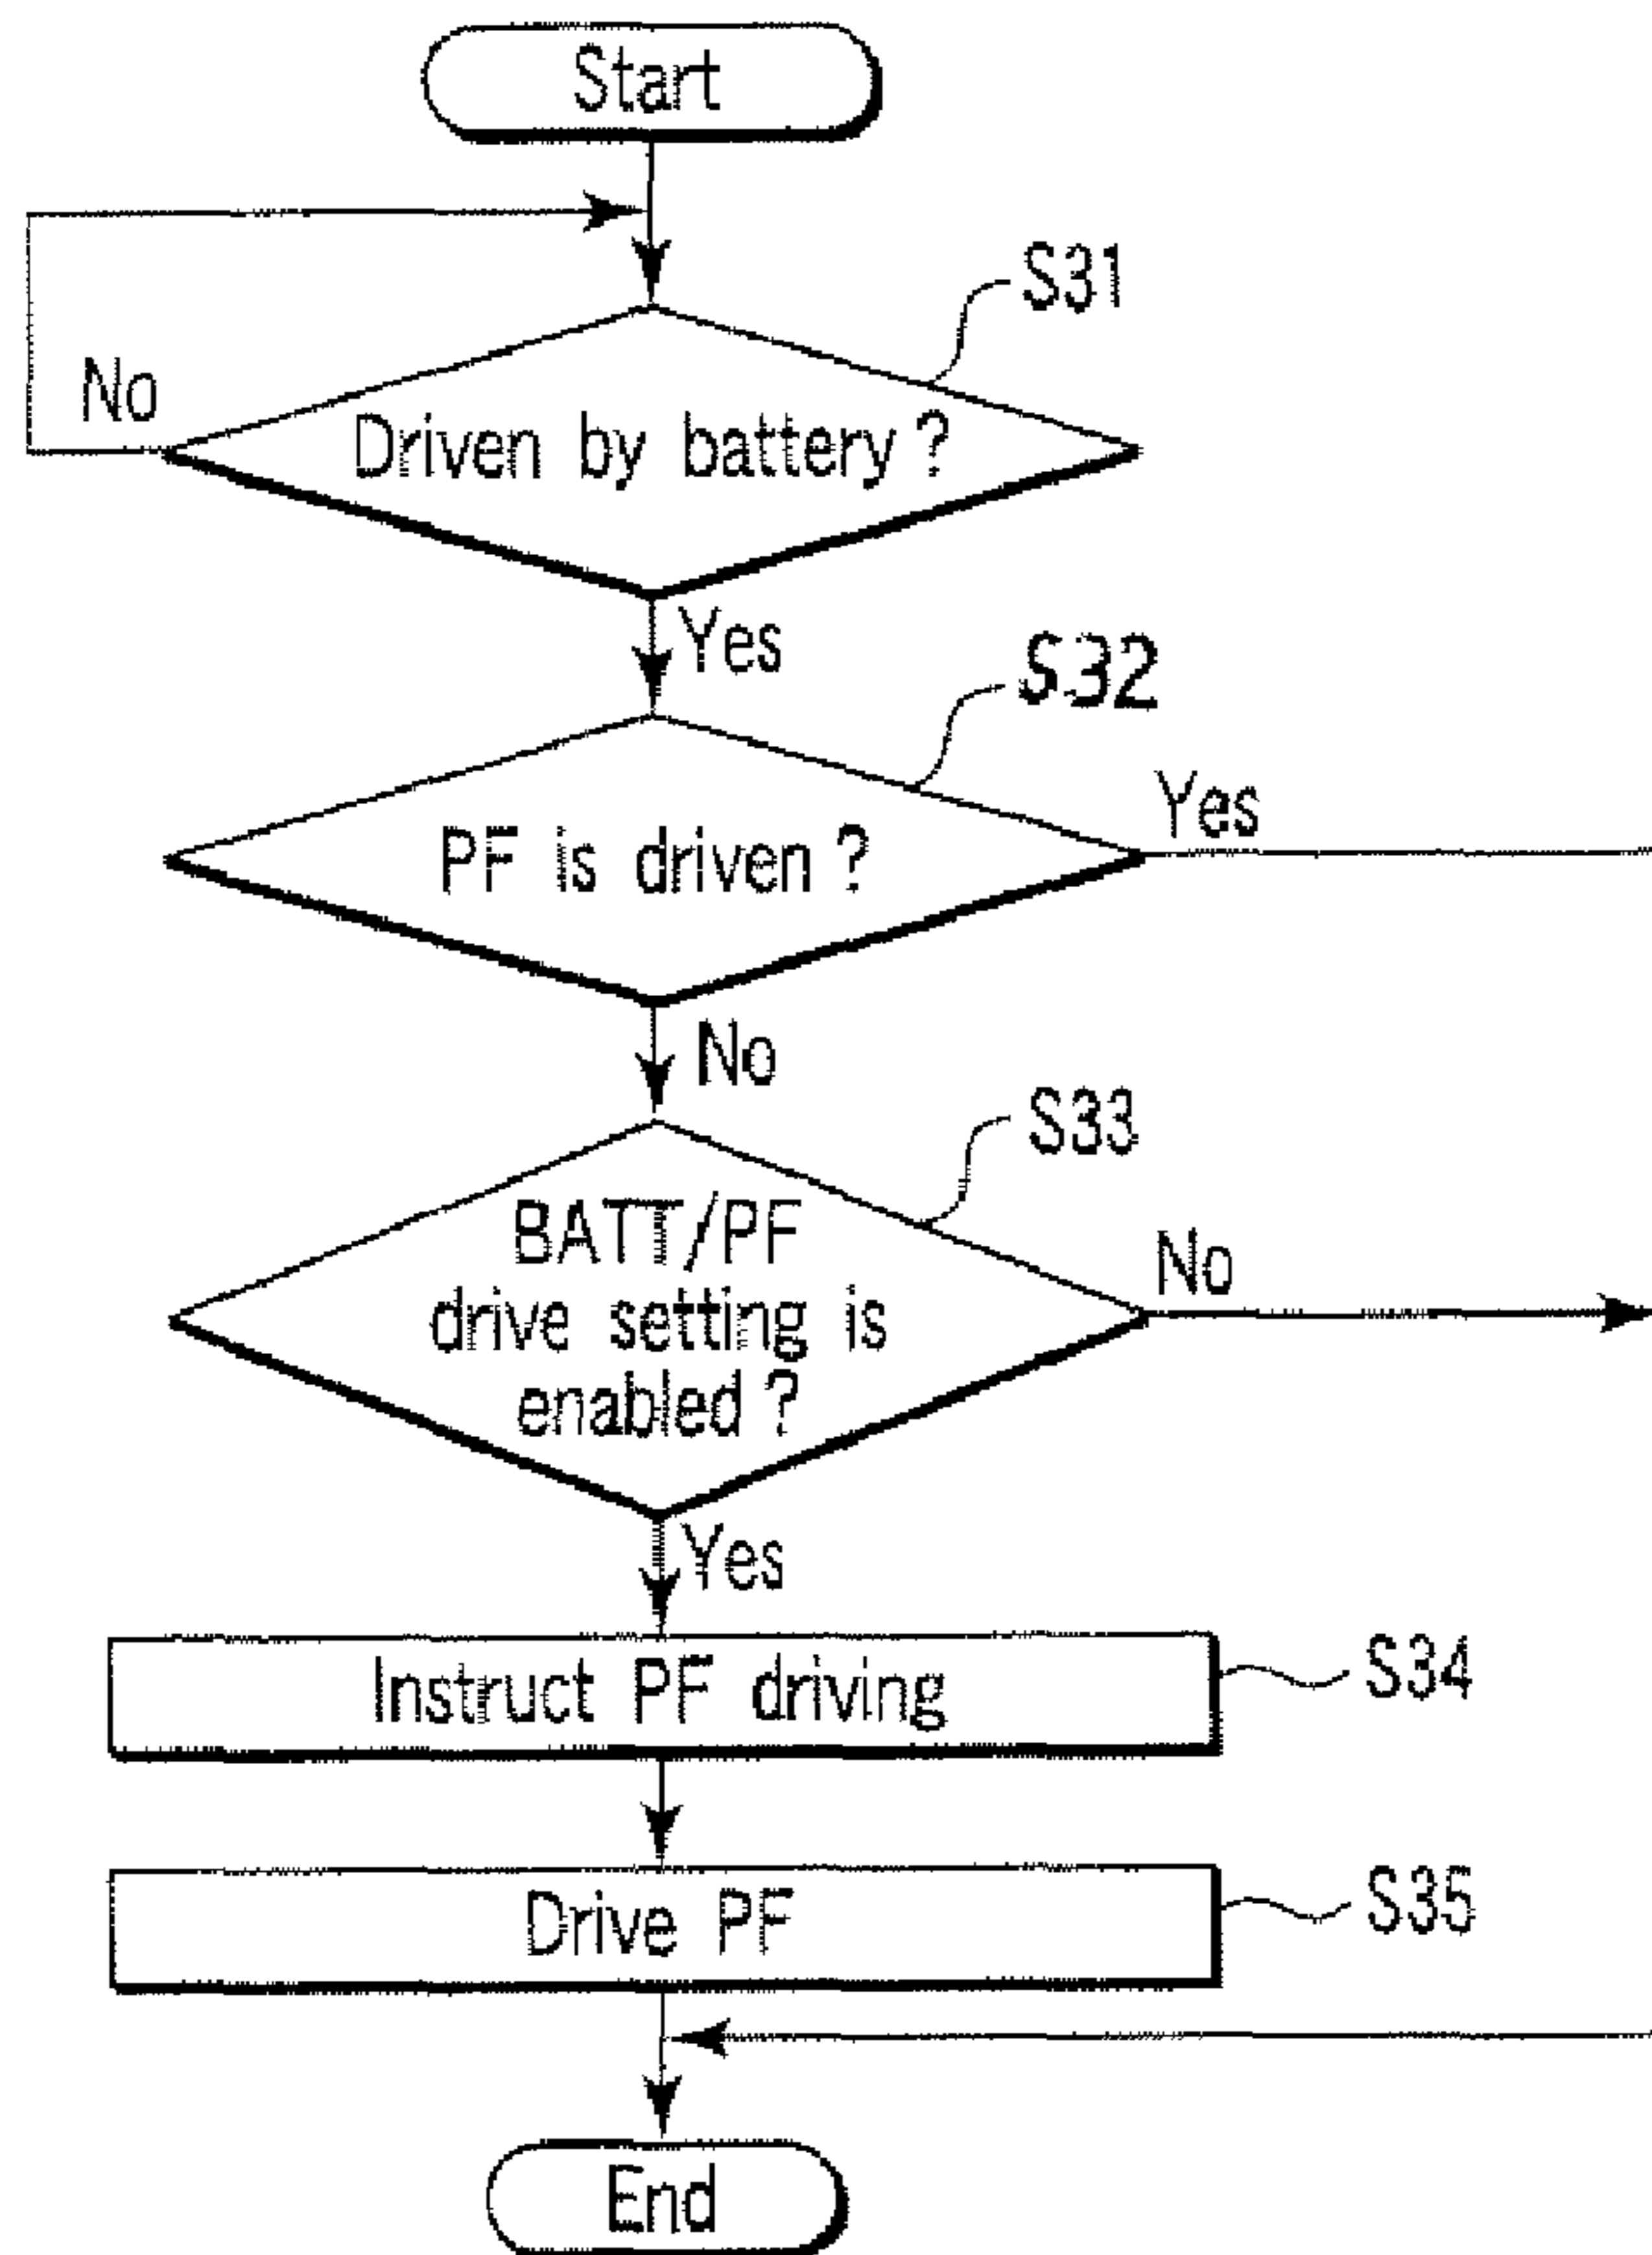 Start
S31
No
Driven by battery ?
Yes
S32
Yes
PF is driven ?
No
S33
BATT/PF
No
drive setting is
enabled ?
Yes
Instruct PF driving
S34
Drive PF
S35
End